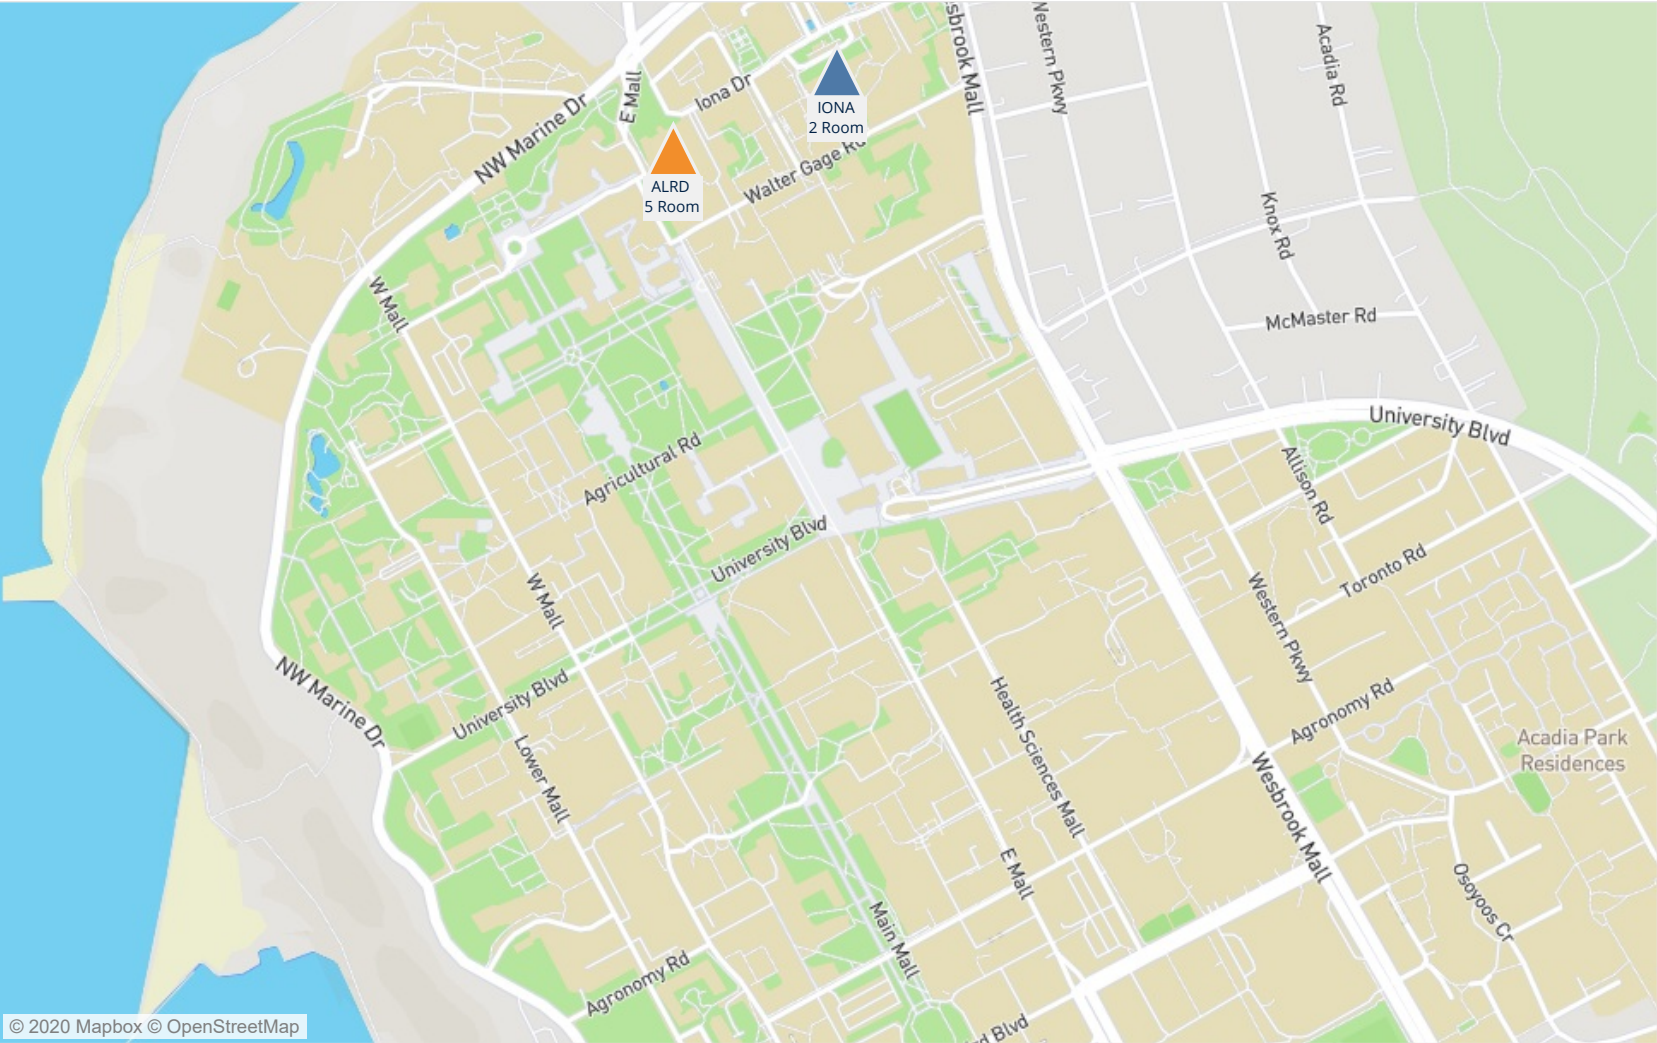 sbrook Mall
Western Pkwy
Acadia Rd
E Mall
Iona Dr
NW Marine Dr
IONA
2 Room
Walter Gage Rd
ALRD
5 Room
Knox Rd
W Mall
McMaster Rd
University Blvd
Agricultural Rd
Allison Rd
University Blvd
Toronto Rd
W Mall
Western Pkwy
NW Marine Dr
University Blvd
Health Sciences Mall
Agronomy Rd
Acadia Park
Residences
Lower Mall
Wesbrook Mall
E Mall
Osoyoos Cr
Main Mall
Agronomy Rd
rd Blvd
© 2020 Mapbox © OpenStreetMap